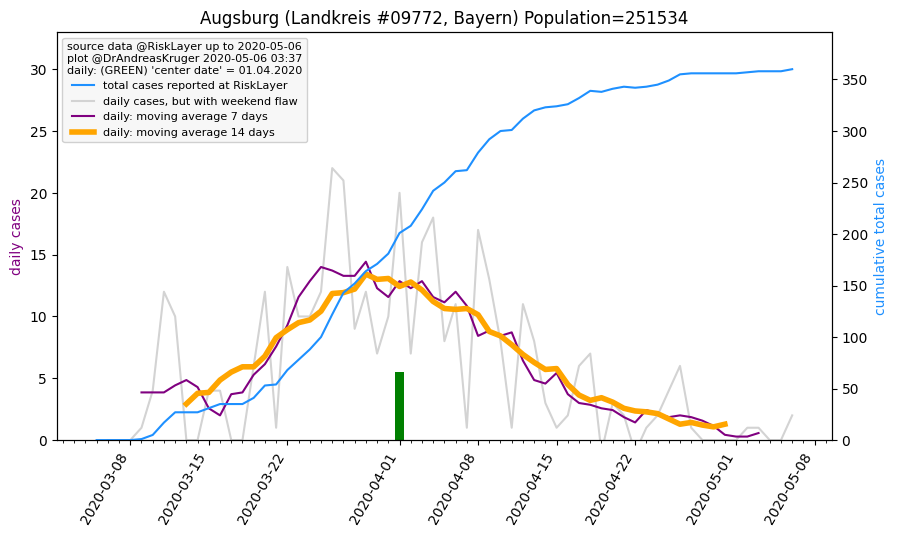 Augsburg (Landkreis #09772, Bayern) Population=251534
source data @RiskLayer up to 2020-05-06
plot @DrAndreasKruger 2020-05-06 03:37
daily: (GREEN) 'center date' = 01.04.2020
total cases reported at RiskLayer
daily cases, but with weekend flaw
daily: moving average 7 days
daily: moving average 14 days
daily cases
30
25
20
15
10
5
0
cumulative total cases
350
300
250
200
150
100
50
0
2020-03-08
2020-03-15
2020-03-22
2020-04-01
2020-04-08
2020-04-15
2020-04-22
2020-05-01
2020-05-08